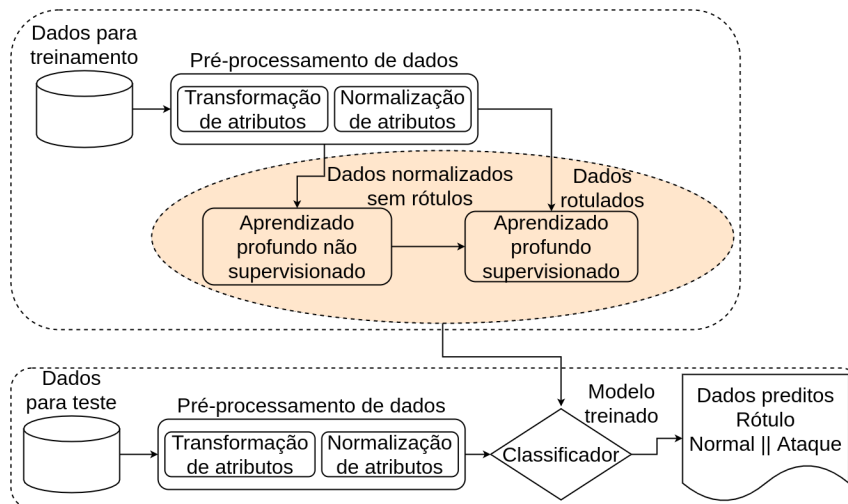 Dados para
treinamento
Pré-processamento de dados
Transformação
de atributos
Normalização
de atributos
Dados normalizados
sem rótulos
Dados
rotulados
Aprendizado
profundo não
supervisionado
Aprendizado
profundo
supervisionado
Dados
para teste
Pré-processamento de dados
Transformação
de atributos
Normalização
de atributos
Classificador
Modelo
treinado
Dados preditos
Rótulo
Normal || Ataque